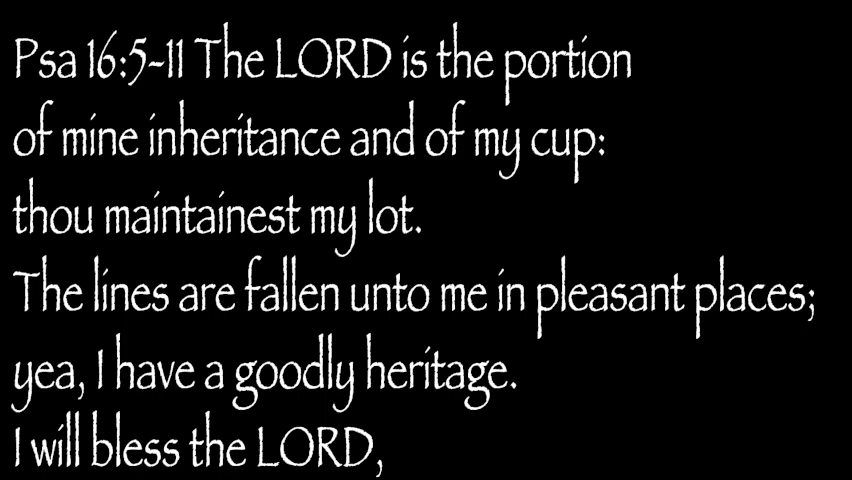 Psa 16:5-11 The LORD is the portion
of mine inheritance and of my cup:
thou maintainest my lot.
The lines are fallen unto me in pleasant places;
yea, I have a goodly heritage.
I will bless the LORD,